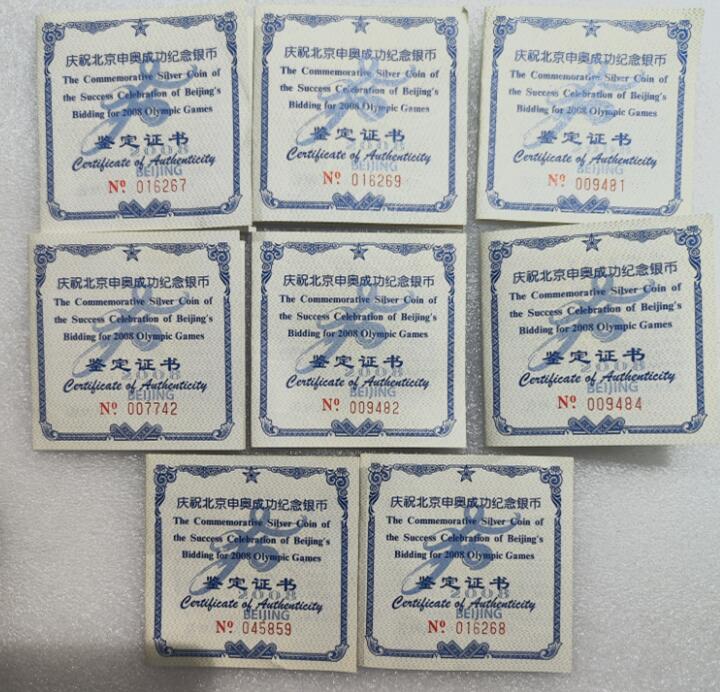 庆祝北京申奥成功纪念银币
The Commemorative Silver Coin of
the Success Celebration of Beijing's
Bidding for 2008 Olympic Games
鉴定证书
2008
Certificate of Authenticity
BEIJING
Nº 016267
庆祝北京申奥成功纪念银币
The Commemorative Silver Coin of
the Success Celebration of Beijing's
Bidding for 2008 Olympic Games
鉴定证书
2008
Certificate of Authenticity
BEIJING
Nº 016269
庆祝北京申奥成功纪念银币
The Commemorative Silver Coin of
the Success Celebration of Beijing's
Bidding for 2008 Olympic Games
鉴定证书
2008
Certificate of Authenticity
BEIJING
Nº 009481
庆祝北京申奥成功纪念银币
The Commemorative Silver Coin of
the Success Celebration of Beijing's
Bidding for 2008 Olympic Games
鉴定证书
2008
Certificate of Authenticity
BEIJING
Nº 007742
庆祝北京申奥成功纪念银币
The Commemorative Silver Coin of
the Success Celebration of Beijing's
Bidding for 2008 Olympic Games
鉴定证书
2008
Certificate of Authenticity
BEIJING
Nº 009482
庆祝北京申奥成功纪念银币
The Commemorative Silver Coin of
the Success Celebration of Beijing's
Bidding for 2008 Olympic Games
鉴定证书
2008
Certificate of Authenticity
BEIJING
Nº 009484
庆祝北京申奥成功纪念银币
The Commemorative Silver Coin of
the Success Celebration of Beijing's
Bidding for 2008 Olympic Games
鉴定证书
2008
Certificate of Authenticity
BEIJING
Nº 045859
庆祝北京申奥成功纪念银币
The Commemorative Silver Coin of
the Success Celebration of Beijing's
Bidding for 2008 Olympic Games
鉴定证书
2008
Certificate of Authenticity
BEIJING
Nº 016268